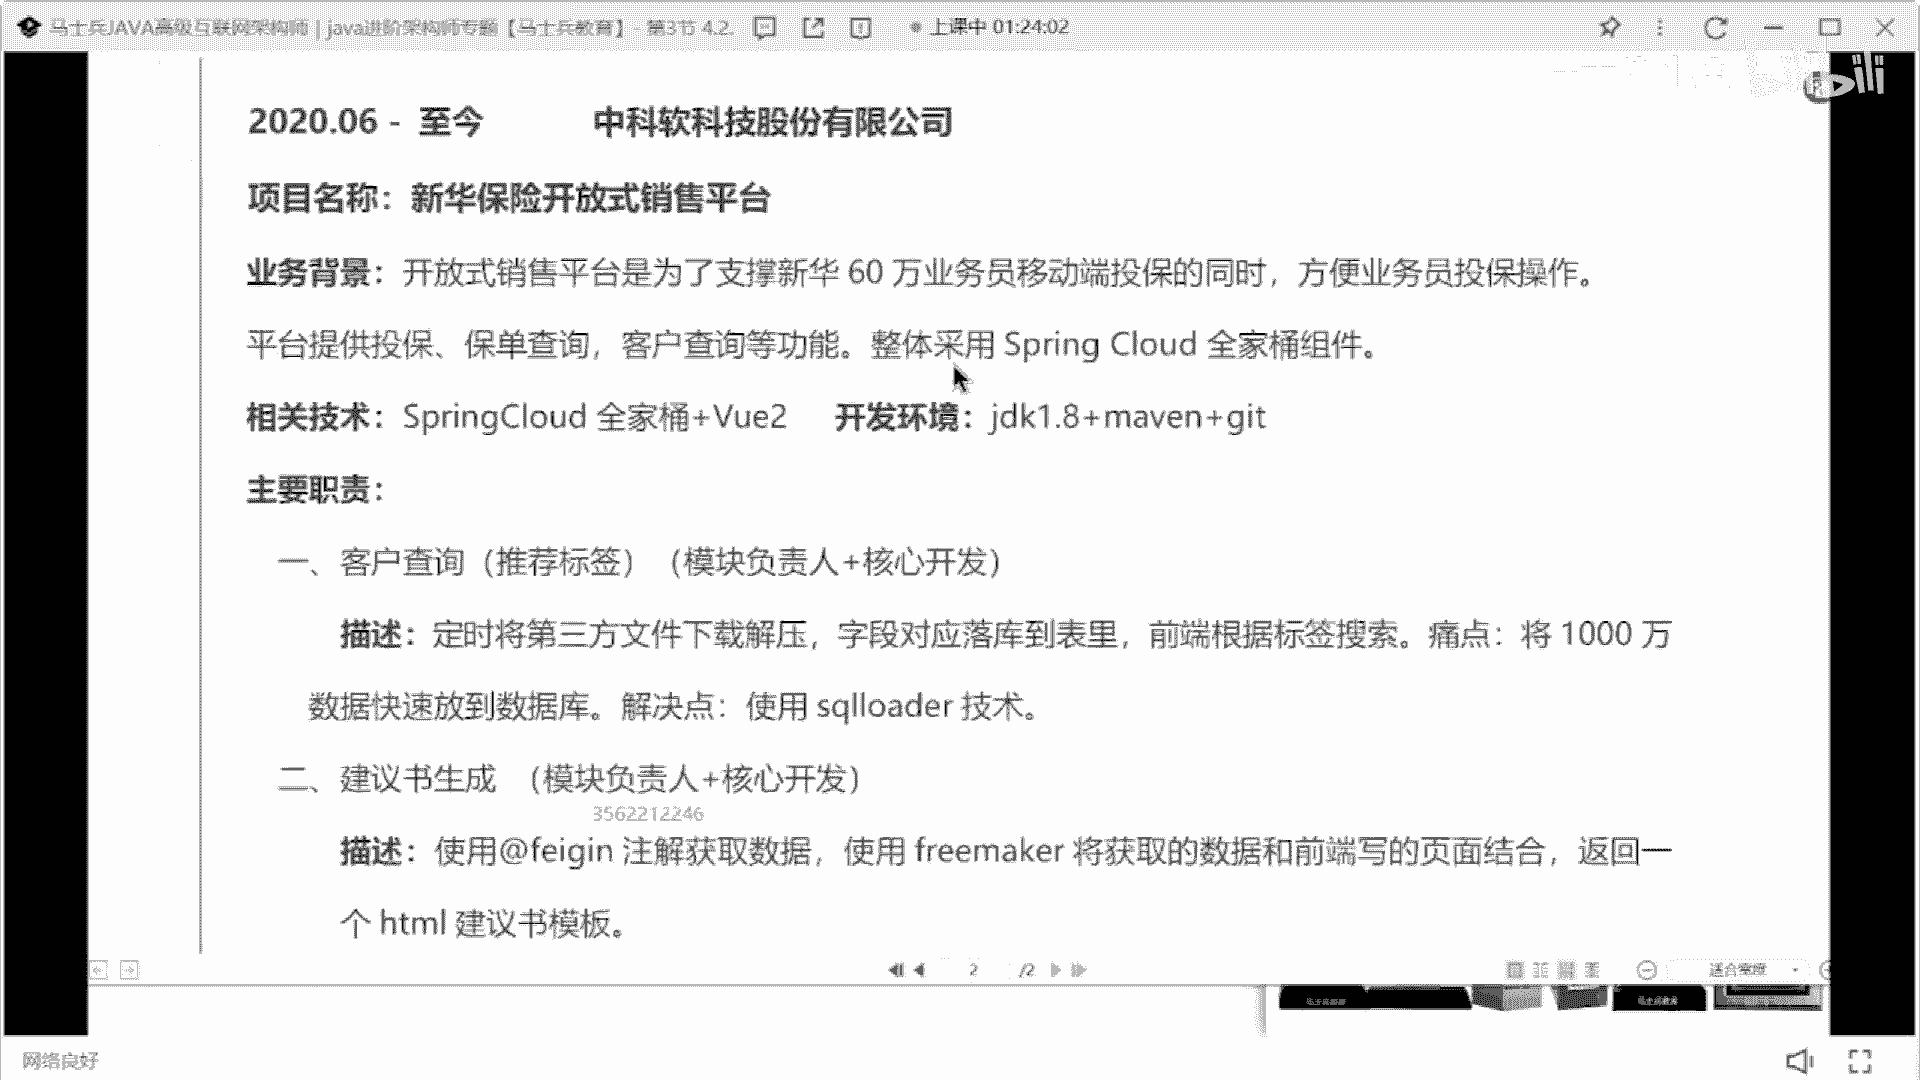 马士兵JAVA高级互联网架构师 | java进阶架构师专题【马士兵教育】- 第3节 4.2.
上课中 01:24:02
ili
2020.06 - 至今 中科软科技股份有限公司
项目名称：新华保险开放式销售平台
业务背景：开放式销售平台是为了支撑新华 60 万业务员移动端投保的同时，方便业务员投保操作。
平台提供投保、保单查询，客户查询等功能。整体采用 Spring Cloud 全家桶组件。
相关技术：SpringCloud 全家桶+Vue2 开发环境：jdk1.8+maven+git
主要职责：
一、客户查询（推荐标签）（模块负责人+核心开发）
描述：定时将第三方文件下载解压，字段对应落库到表里，前端根据标签搜索。痛点：将 1000 万
数据快速放到数据库。解决点：使用 sqlloader 技术。
二、建议书生成 （模块负责人+核心开发）
3562212246
描述：使用@feigin 注解获取数据，使用 freemaker 将获取的数据和前端写的页面结合，返回一
个 html 建议书模板。
2 /2
适合宽度
网络良好